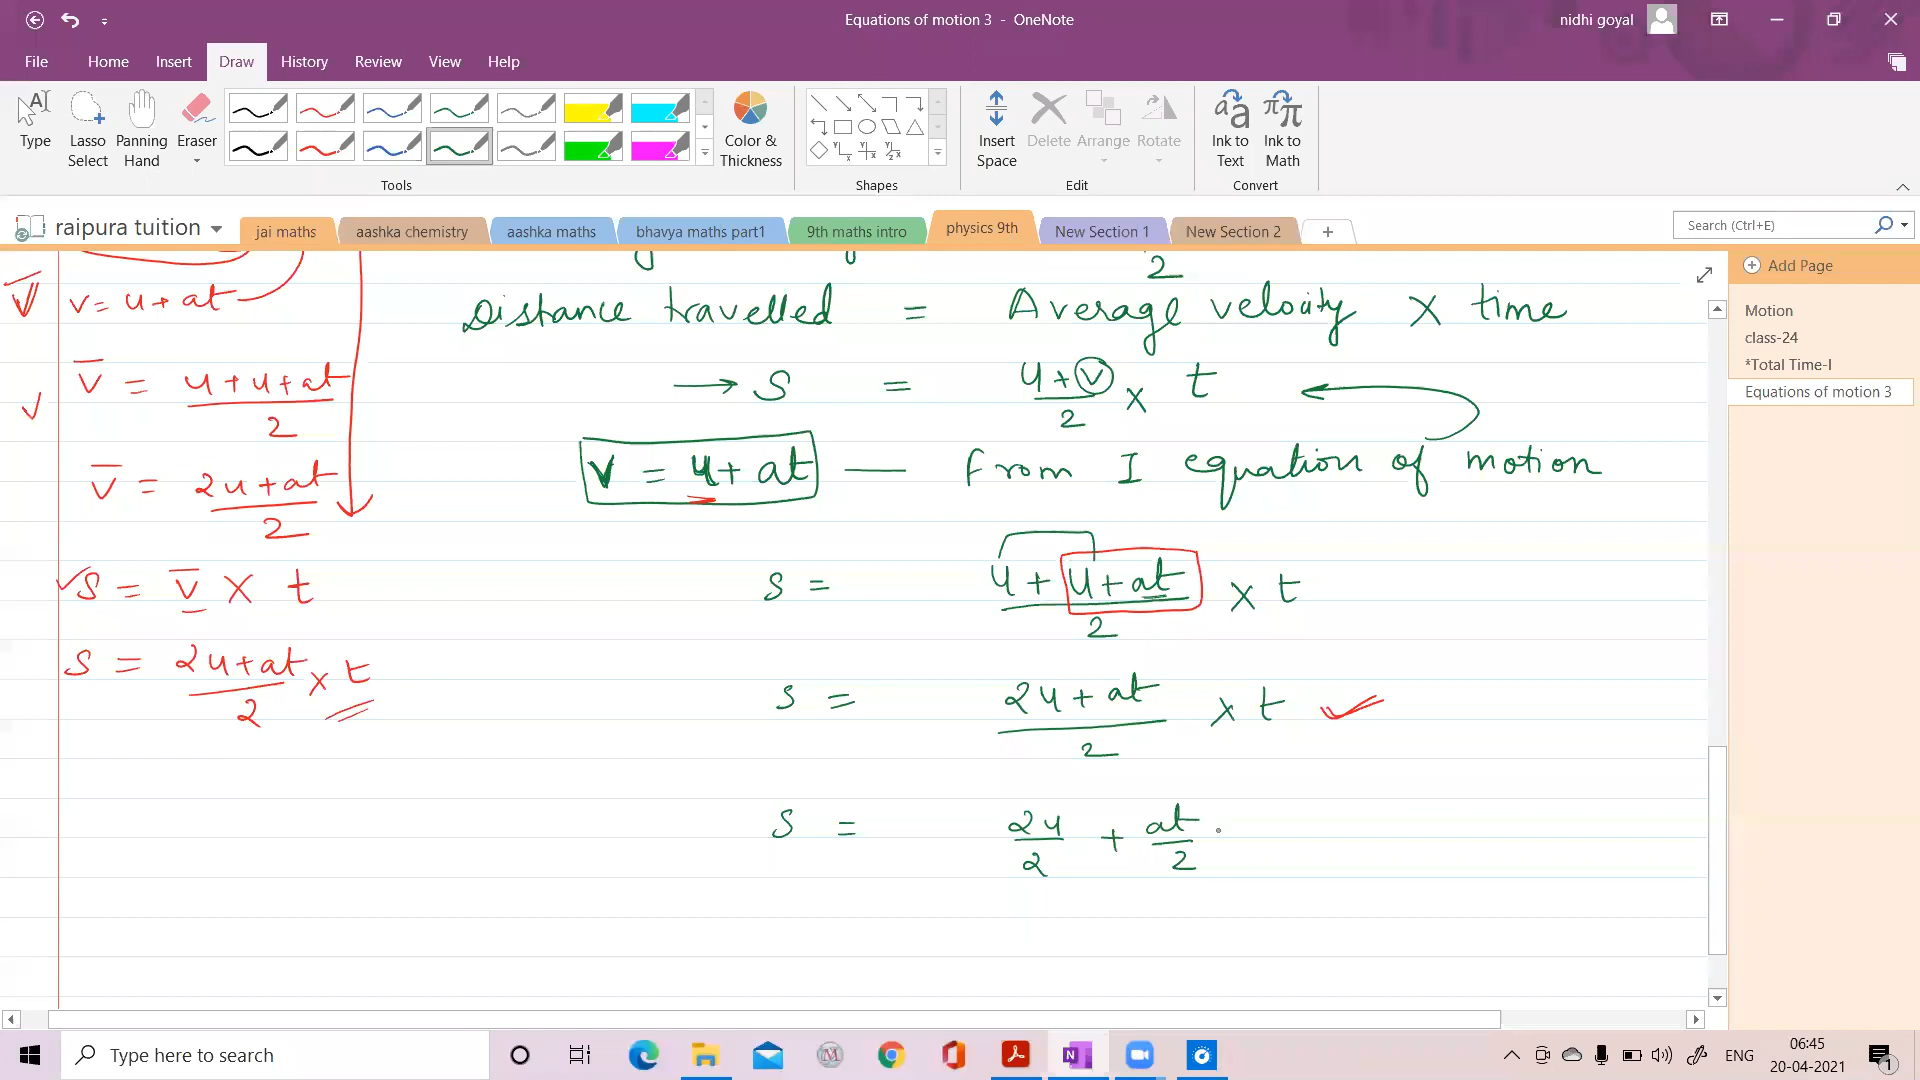 Equations of motion 3 - OneNote
nidhi goyal
File Home Insert Draw History Review View Help
Type
Lasso Select
Panning Hand
Eraser
Color & Thickness
Insert Space
Delete
Arrange
Rotate
Ink to Text
Ink to Math
Tools
Shapes
Edit
Convert
raipura tuition
jai maths
aashka chemistry
aashka maths
bhavya maths part1
9th maths intro
physics 9th
New Section 1
New Section 2
+
Search (Ctrl+E)
Add Page
Motion
class-24
*Total Time-I
Equations of motion 3
V̅ v = u + at
v̅ = (u + u + at)/2
v̅ = (2u + at)/2
s = v̅ × t
s = (2u + at)/2 × t
2
Distance travelled = Average velocity × time
→ s = (u + v)/2 × t
v = u + at — from I equation of motion
s = (u + u + at)/2 × t
s = (2u + at)/2 × t
s = 2u/2 + at/2
Type here to search
ENG
06:45
20-04-2021
1